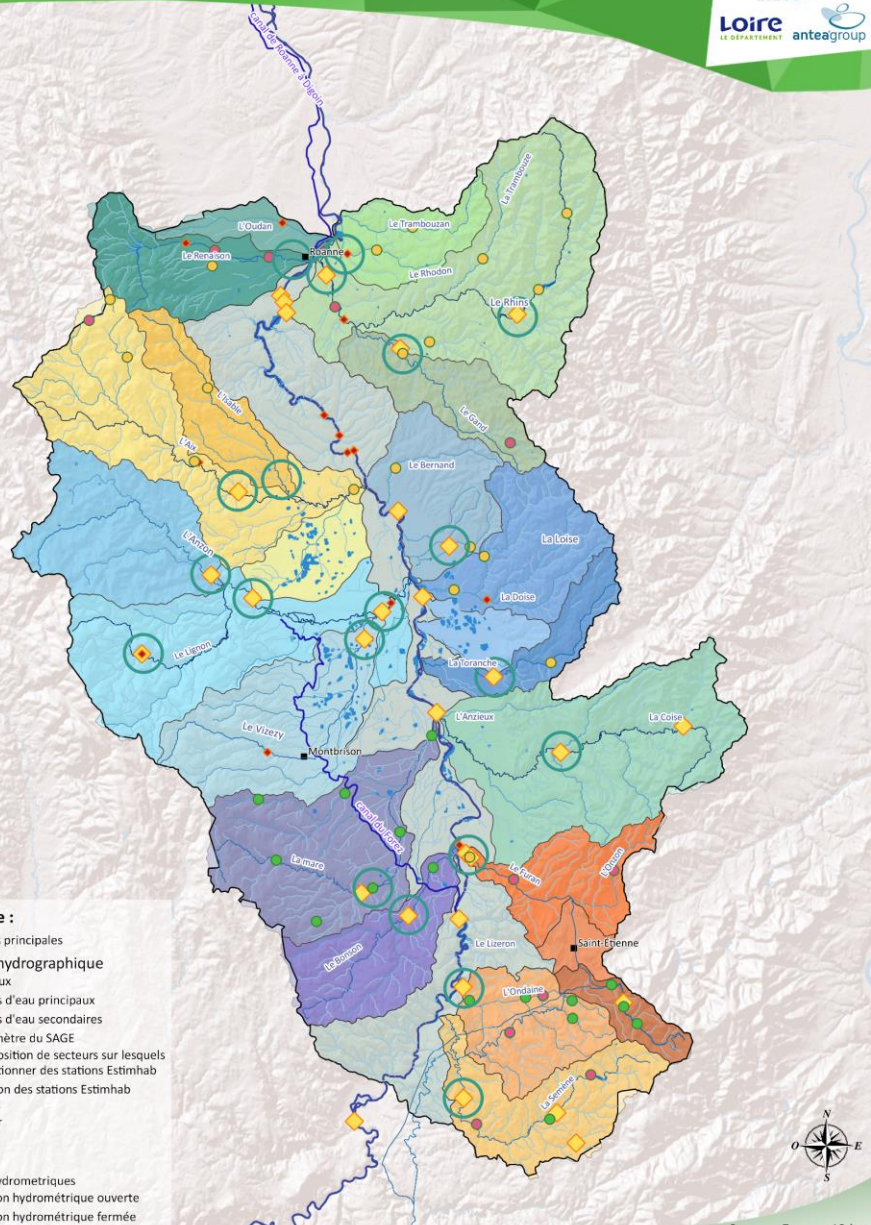 Loire
LE DÉPARTEMENT
anteagroup
canal de Roanne à Digoin
La Trambouze
L'Oudan
Le Trambouzan
Le Renaison
Roanne
Le Rhodon
Le Rhins
L'Isable
Le Gand
L'Aix
Le Bernand
La Loise
L'Anzon
La Doise
Le Lignon
La Toranche
L'Anzieux
La Coise
Le Vizezy
Montbrison
canal du Forez
La mare
Le Furan
L'Onzon
Le Bonson
Le Lizeron
Saint-Etienne
L'Ondaine
La Semène
e :
principales
hydrographique
ux
s d'eau principaux
s d'eau secondaires
mètre du SAGE
osition de secteurs sur lesquels
tionner des stations Estimhab
on des stations Estimhab
ydrometriques
on hydrométrique ouverte
on hydrométrique fermée
N
O
E
S